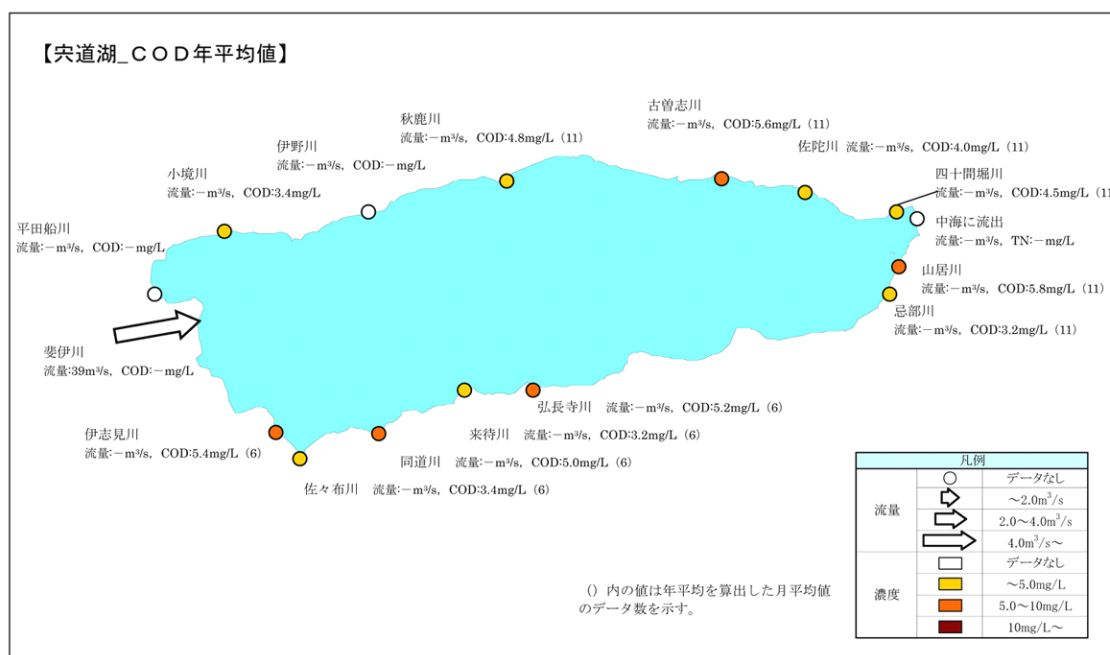 【宍道湖_ＣＯＤ年平均値】
古曽志川
流量:－m³/s,　COD:5.6mg/L（11）
秋鹿川
流量:－m³/s,　COD:4.8mg/L（11）
伊野川
流量:－m³/s,　COD:－mg/L
佐陀川　流量:－m³/s,　COD:4.0mg/L（11）
小境川
流量:－m³/s,　COD:3.4mg/L
四十間堀川
流量:－m³/s,　COD:4.5mg/L（11
平田船川
流量:－m³/s,　COD:－mg/L
中海に流出
流量:－m³/s,　TN:－mg/L
山居川
流量:－m³/s,　COD:5.8mg/L（11）
忌部川
流量:－m³/s,　COD:3.2mg/L（11）
斐伊川
流量:39m³/s,　COD:－mg/L
弘長寺川　流量:－m³/s,　COD:5.2mg/L（6）
伊志見川
流量:－m³/s,　COD:5.4mg/L（6）
来待川　流量:－m³/s,　COD:3.2mg/L（6）
同道川　流量:－m³/s,　COD:5.0mg/L（6）
佐々布川　流量:－m³/s,　COD:3.4mg/L（6）
（）内の値は年平均を算出した月平均値
のデータ数を示す。
凡例
流量
データなし
～2.0m³/s
2.0～4.0m³/s
4.0m³/s～
濃度
データなし
～5.0mg/L
5.0～10mg/L
10mg/L～